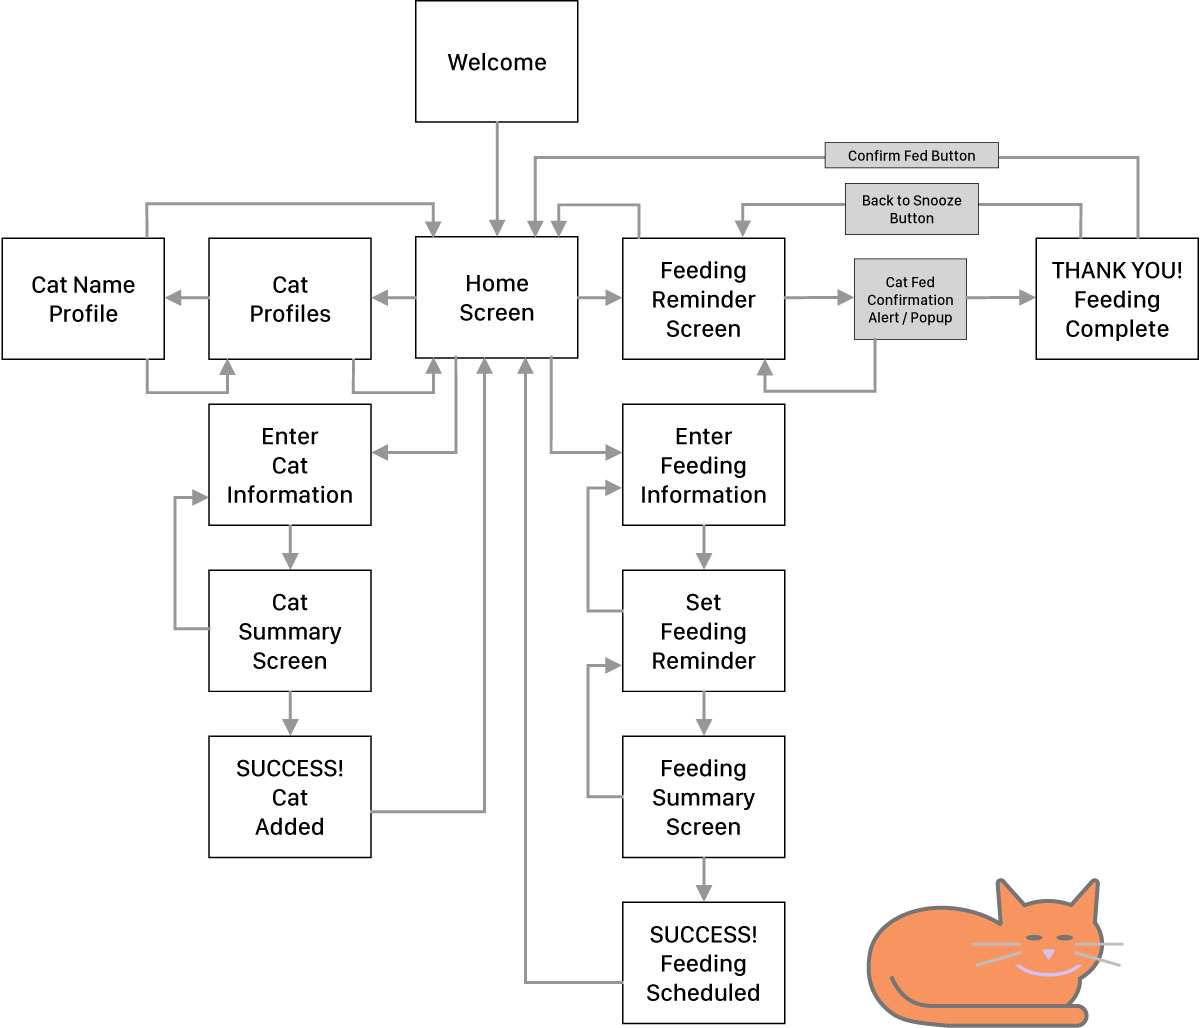 Welcome
Confirm Fed Button
Back to Snooze
Button
Cat Name
Profile
Cat
Profiles
Home
Screen
Feeding
Reminder
Screen
Cat Fed
Confirmation
Alert / Popup
THANK YOU!
Feeding
Complete
Enter
Cat
Information
Enter
Feeding
Information
Cat
Summary
Screen
Set
Feeding
Reminder
SUCCESS!
Cat
Added
Feeding
Summary
Screen
SUCCESS!
Feeding
Scheduled